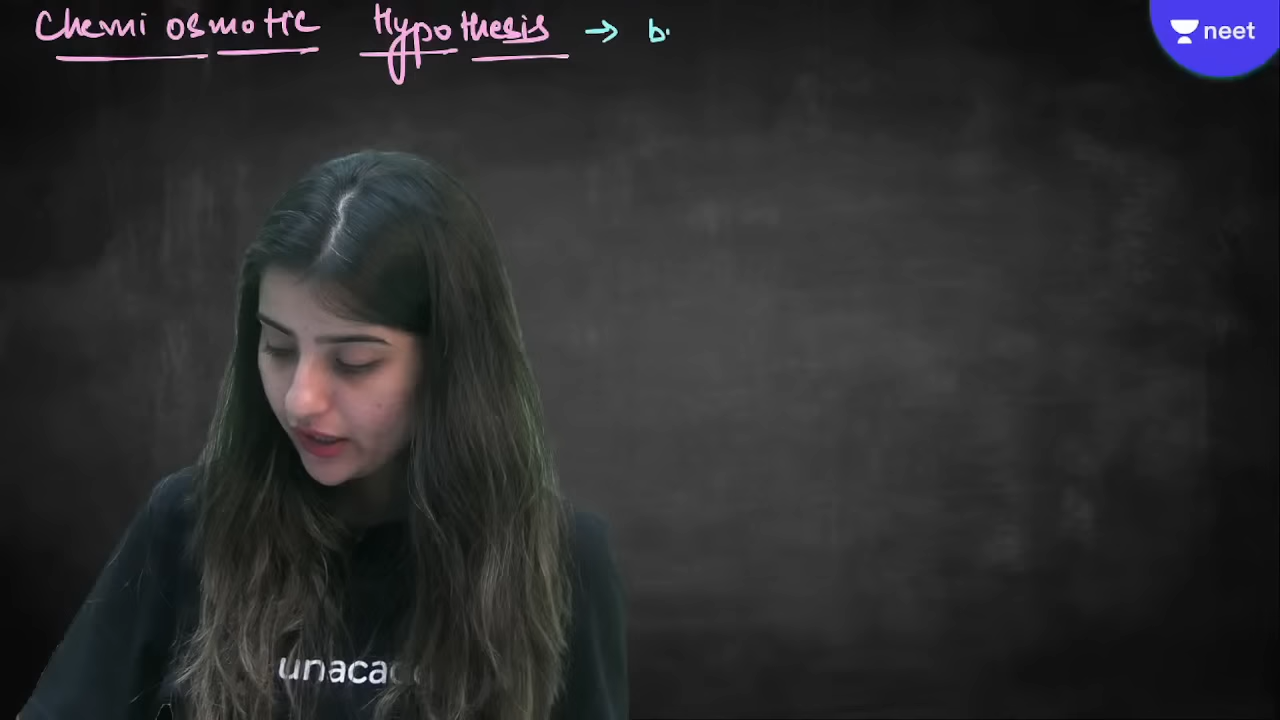 Chemi osmotic Hypothesis → b.
neet
unacad